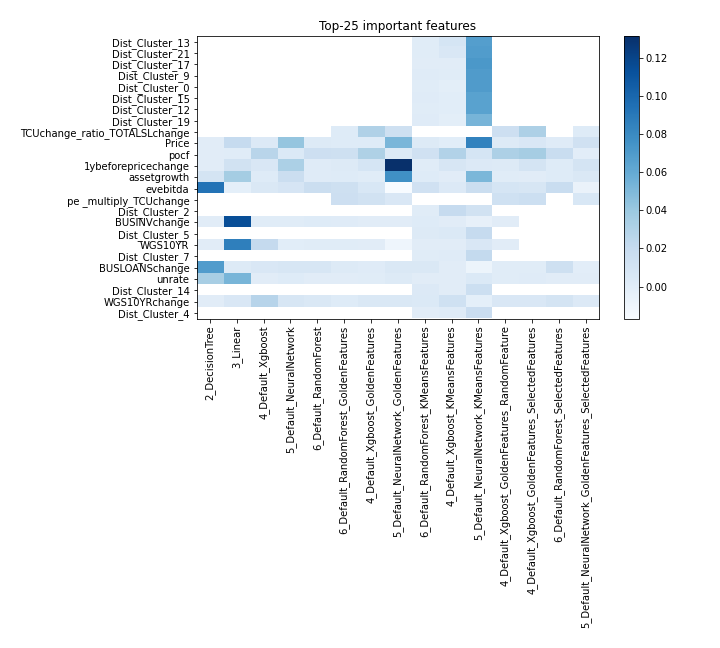 Top-25 important features
Dist_Cluster_13
Dist_Cluster_21
Dist_Cluster_17
Dist_Cluster_9
Dist_Cluster_0
Dist_Cluster_15
Dist_Cluster_12
Dist_Cluster_19
TCUchange_ratio_TOTALSLchange
Price
pocf
1ybeforepricechange
assetgrowth
evebitda
pe _multiply_TCUchange
Dist_Cluster_2
BUSINVchange
Dist_Cluster_5
WGS10YR
Dist_Cluster_7
BUSLOANSchange
unrate
Dist_Cluster_14
WGS10YRchange
Dist_Cluster_4
2_DecisionTree
3_Linear
4_Default_Xgboost
5_Default_NeuralNetwork
6_Default_RandomForest
6_Default_RandomForest_GoldenFeatures
4_Default_Xgboost_GoldenFeatures
5_Default_NeuralNetwork_GoldenFeatures
6_Default_RandomForest_KMeansFeatures
4_Default_Xgboost_KMeansFeatures
5_Default_NeuralNetwork_KMeansFeatures
4_Default_Xgboost_GoldenFeatures_RandomFeature
4_Default_Xgboost_GoldenFeatures_SelectedFeatures
6_Default_RandomForest_SelectedFeatures
5_Default_NeuralNetwork_GoldenFeatures_SelectedFeatures
0.12
0.10
0.08
0.06
0.04
0.02
0.00